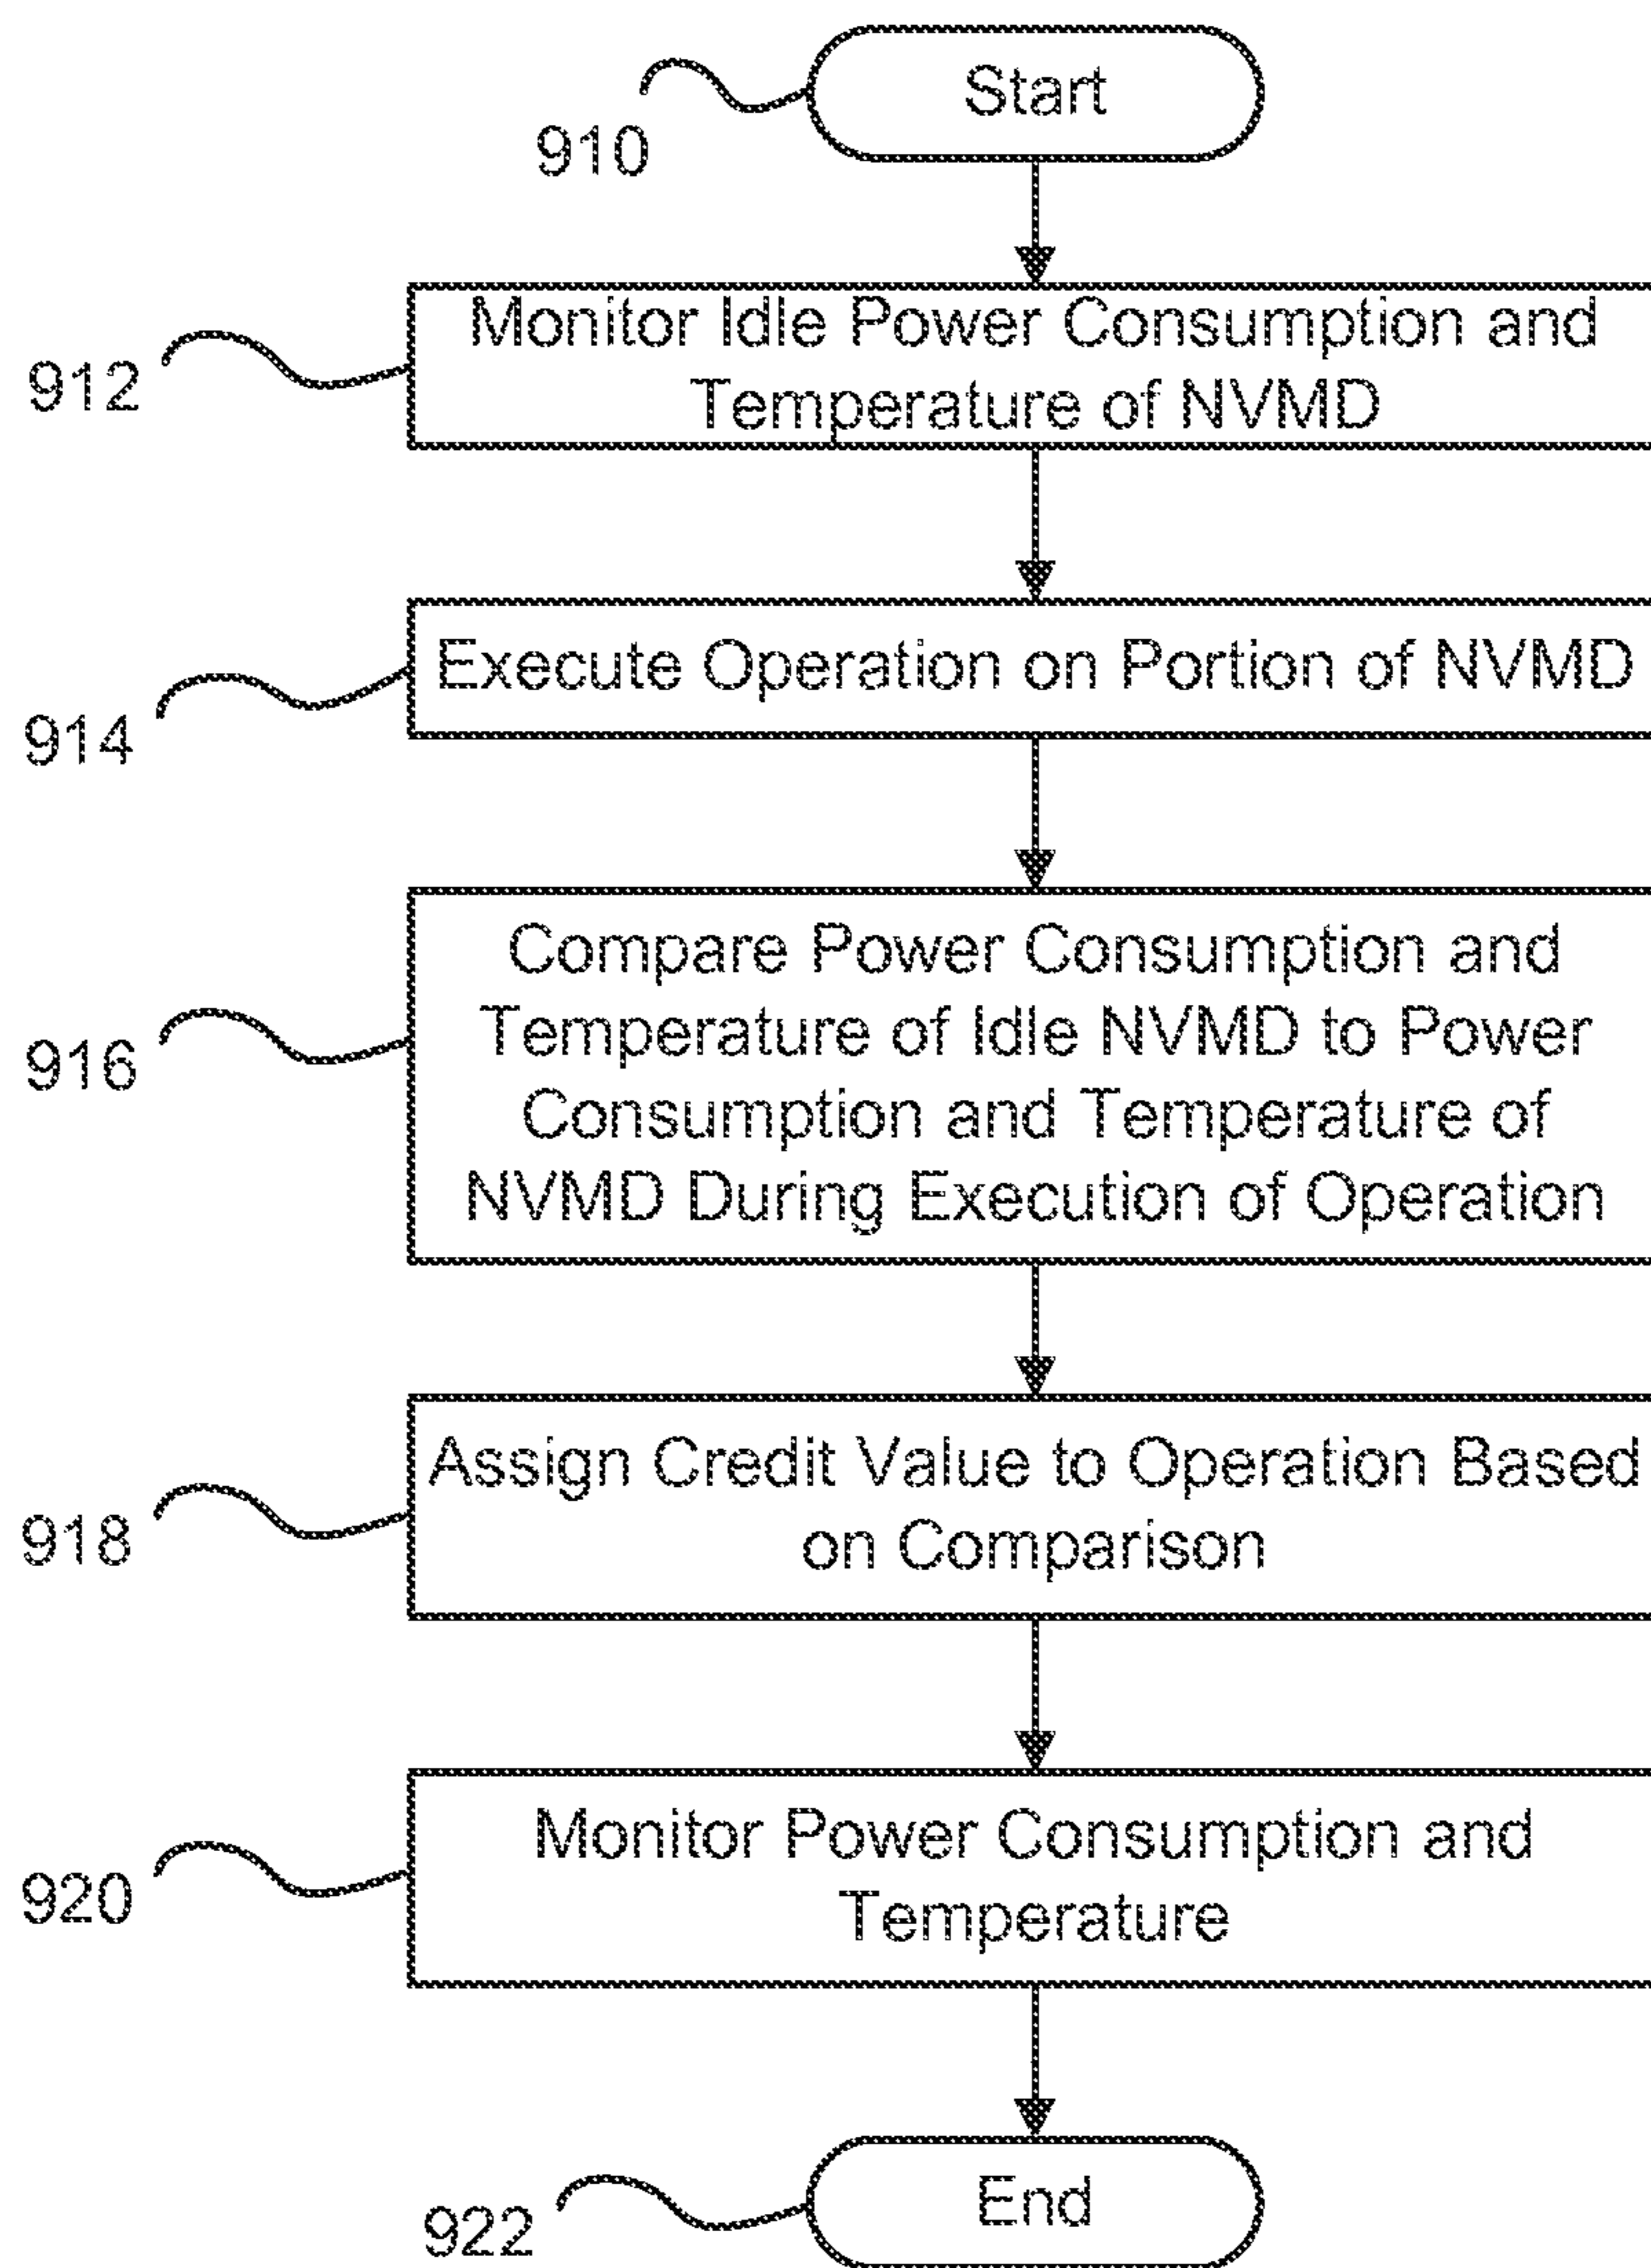 Start
910
Monitor Idle Power Consumption and
Temperature of NVMD
912
Execute Operation on Portion of NVMD
914
Compare Power Consumption and
Temperature of Idle NVMD to Power
Consumption and Temperature of
NVMD During Execution of Operation
916
Assign Credit Value to Operation Based
on Comparison
918
Monitor Power Consumption and
Temperature
920
End
922